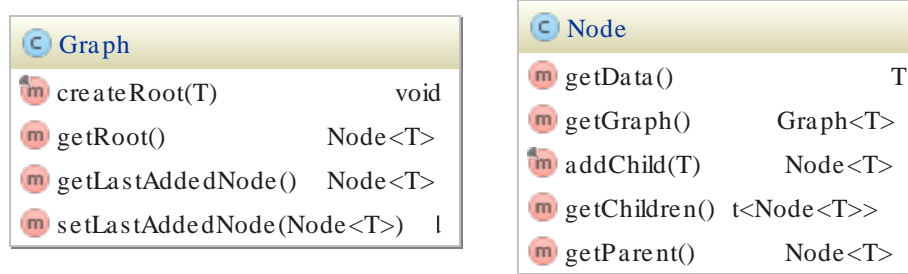 C Graph
m createRoot(T) void
m getRoot() Node<T>
m getLastAddedNode() Node<T>
m setLastAddedNode(Node<T>)
C Node
m getData() T
m getGraph() Graph<T>
m addChild(T) Node<T>
m getChildren() t<Node<T>>
m getParent() Node<T>